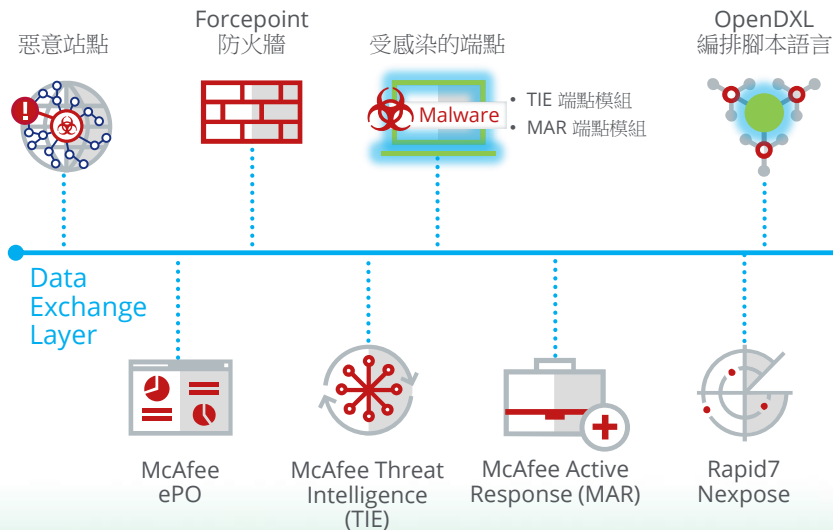 惡意站點
Forcepoint
防火牆
受感染的端點
OpenDXL
編排腳本語言
Malware
• TIE 端點模組
• MAR 端點模組
Data
Exchange
Layer
McAfee
ePO
McAfee Threat
Intelligence
(TIE)
McAfee Active
Response (MAR)
Rapid7
Nexpose